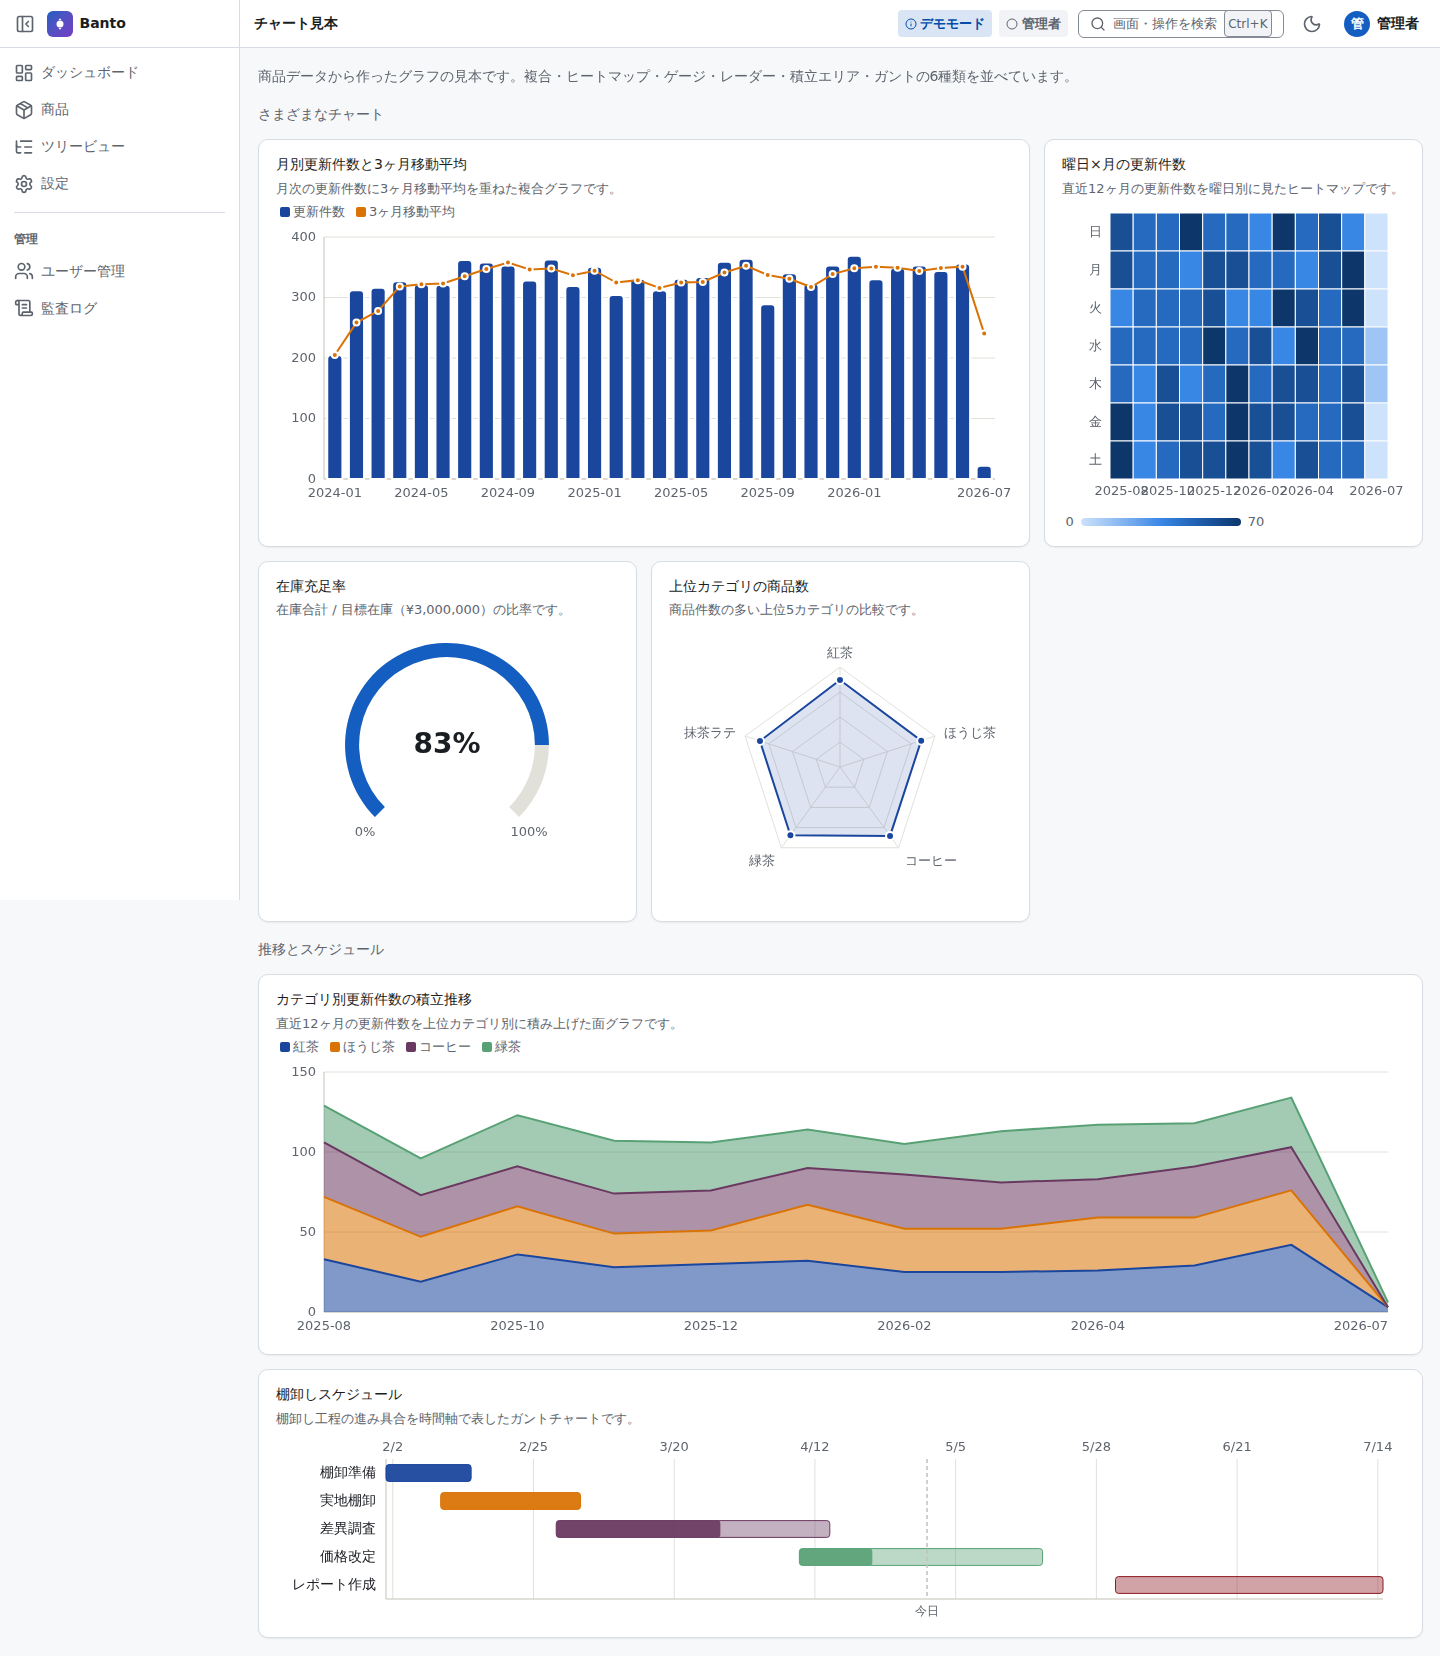 Banto
チャート見本
デモモード
管理者
画面・操作を検索 Ctrl+K
管 管理者
ダッシュボード
商品
ツリービュー
設定
管理
ユーザー管理
監査ログ
商品データから作ったグラフの見本です。複合・ヒートマップ・ゲージ・レーダー・積立エリア・ガントの6種類を並べています。
さまざまなチャート
月別更新件数と3ヶ月移動平均
月次の更新件数に3ヶ月移動平均を重ねた複合グラフです。
更新件数 3ヶ月移動平均
400
300
200
100
0
2024-01 2024-05 2024-09 2025-01 2025-05 2025-09 2026-01 2026-07
曜日×月の更新件数
直近12ヶ月の更新件数を曜日別に見たヒートマップです。
日
月
火
水
木
金
土
2025-08 2025-10 2025-12 2026-02 2026-04 2026-07
0 70
在庫充足率
在庫合計 / 目標在庫（¥3,000,000）の比率です。
83%
0% 100%
上位カテゴリの商品数
商品件数の多い上位5カテゴリの比較です。
紅茶
抹茶ラテ ほうじ茶
緑茶 コーヒー
推移とスケジュール
カテゴリ別更新件数の積立推移
直近12ヶ月の更新件数を上位カテゴリ別に積み上げた面グラフです。
紅茶 ほうじ茶 コーヒー 緑茶
150
100
50
0
2025-08 2025-10 2025-12 2026-02 2026-04 2026-07
棚卸しスケジュール
棚卸し工程の進み具合を時間軸で表したガントチャートです。
2/2 2/25 3/20 4/12 5/5 5/28 6/21 7/14
棚卸準備
実地棚卸
差異調査
価格改定
レポート作成
今日